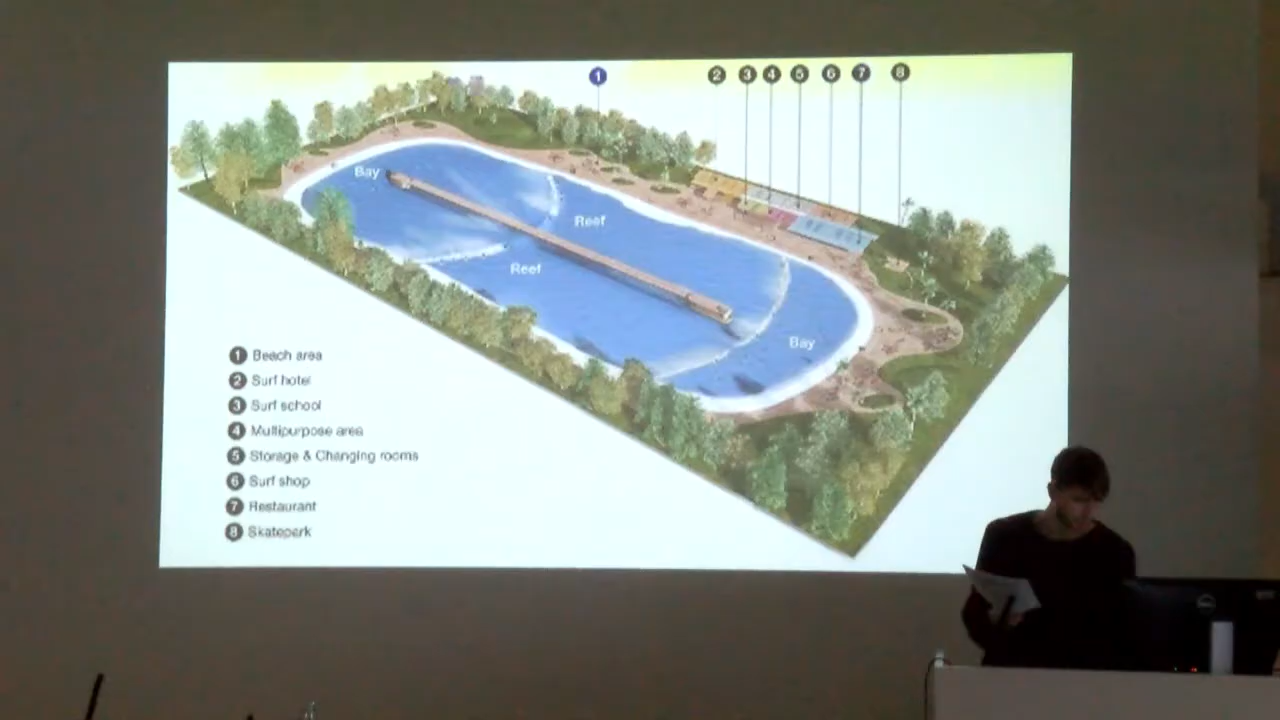 1 2 3 4 5 6 7 8
Bay
Reef
Reef
Bay
1 Beach area
2 Surf hotel
3 Surf school
4 Multipurpose area
5 Storage & Changing rooms
6 Surf shop
7 Restaurant
8 Skatepark
DELL